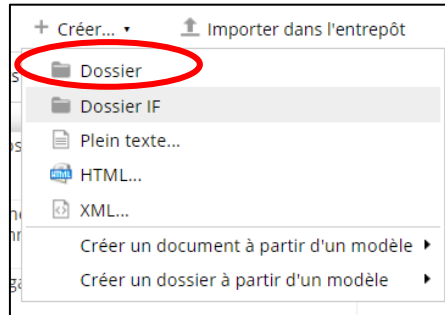 + Créer... ▾ Importer dans l'entrepôt
Dossier
Dossier IF
Plein texte...
HTML...
XML...
Créer un document à partir d'un modèle ▸
Créer un dossier à partir d'un modèle ▸